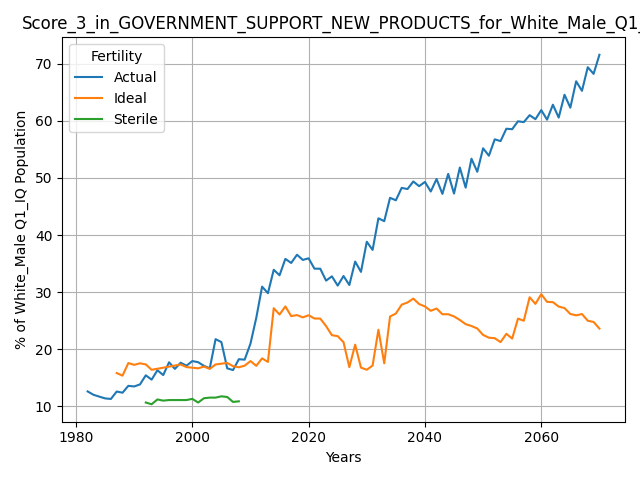 Score_3_in_GOVERNMENT_SUPPORT_NEW_PRODUCTS_for_White_Male_Q1_
Fertility
Actual
Ideal
Sterile
% of White_Male Q1_IQ Population
70
60
50
40
30
20
10
1980 2000 2020 2040 2060
Years